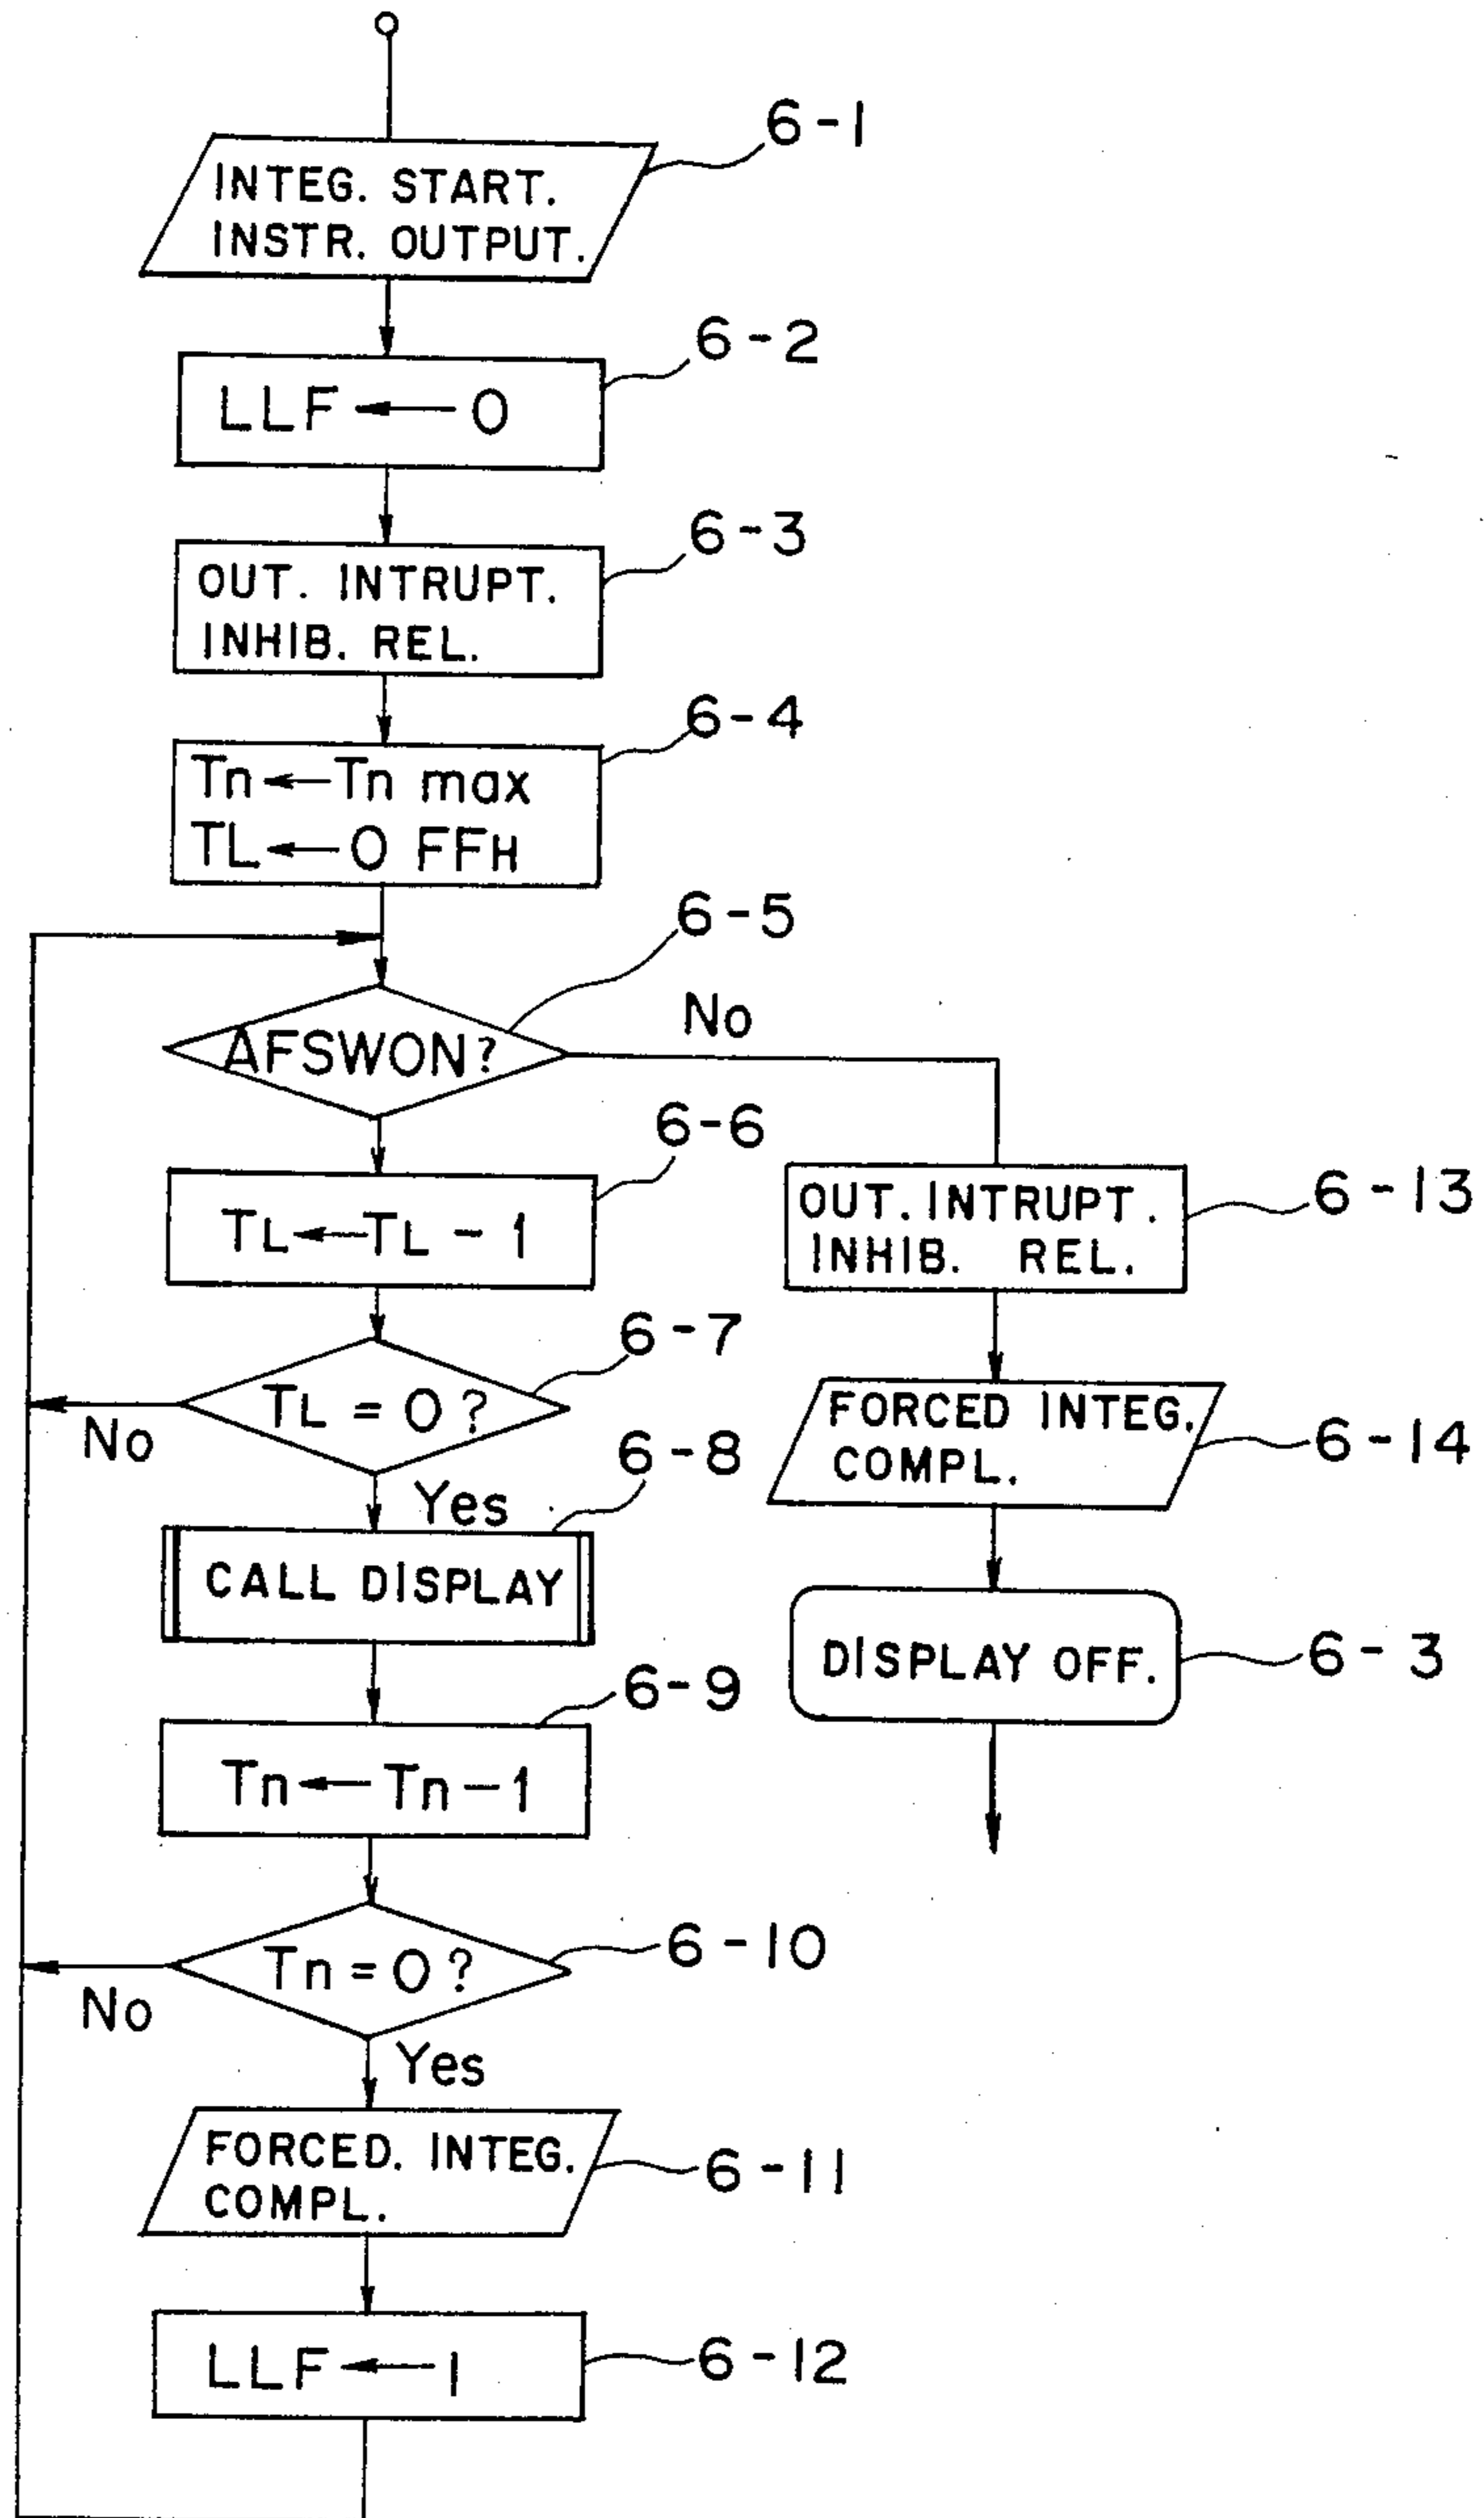 6-1
INTEG. START.
INSTR. OUTPUT.
6-2
LLF ← 0
6-3
OUT. INTRUPT.
INHIB. REL.
6-4
Tn ← Tn max
TL ← 0 FFH
6-5
AFSWON?
No
6-6
TL ← TL - 1
6-13
OUT. INTRUPT.
INHIB. REL.
6-7
TL = 0 ?
No
Yes
6-14
FORCED INTEG.
COMPL.
6-8
CALL DISPLAY
6-3
DISPLAY OFF.
6-9
Tn ← Tn - 1
6-10
Tn = 0 ?
No
Yes
6-11
FORCED. INTEG.
COMPL.
6-12
LLF ← 1